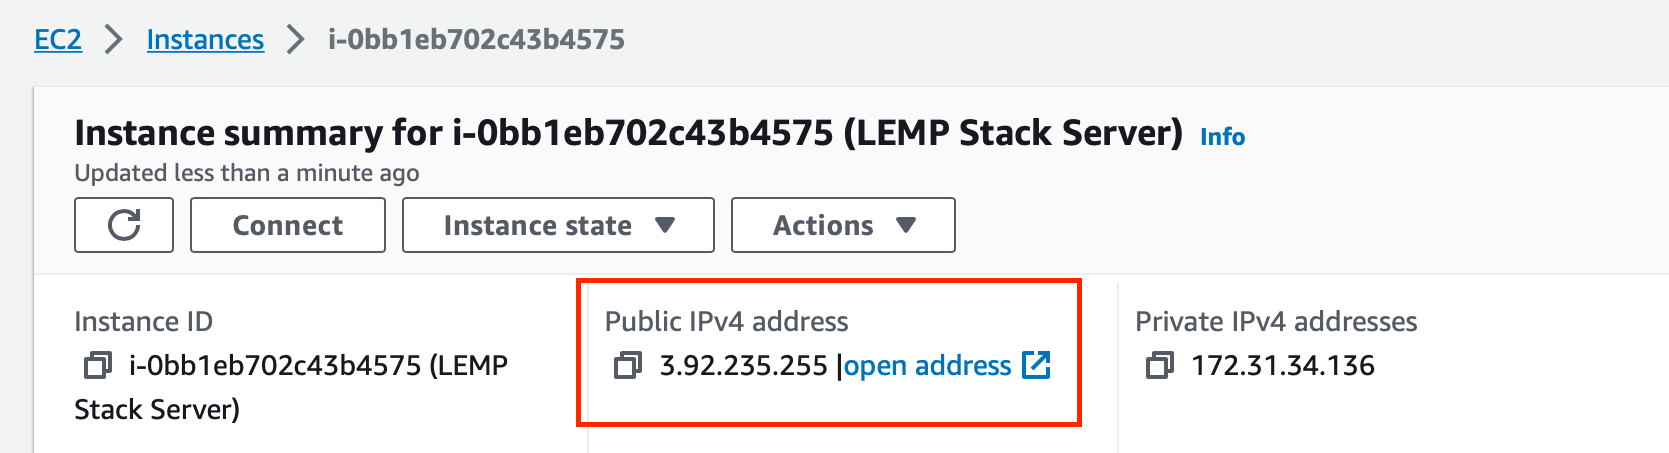 EC2 > Instances > i-0bb1eb702c43b4575
Instance summary for i-0bb1eb702c43b4575 (LEMP Stack Server) Info
Updated less than a minute ago
Connect Instance state Actions
Instance ID
i-0bb1eb702c43b4575 (LEMP
Stack Server)
Public IPv4 address
3.92.235.255 |open address
Private IPv4 addresses
172.31.34.136